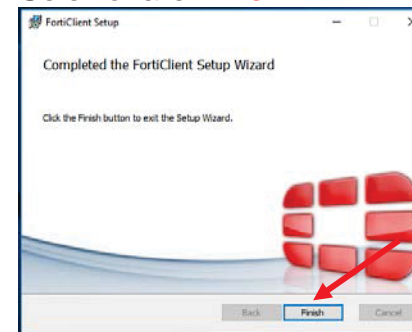 FortiClient Setup
Completed the FortiClient Setup Wizard
Click the Finish button to exit the Setup Wizard.
Back Finish Cancel